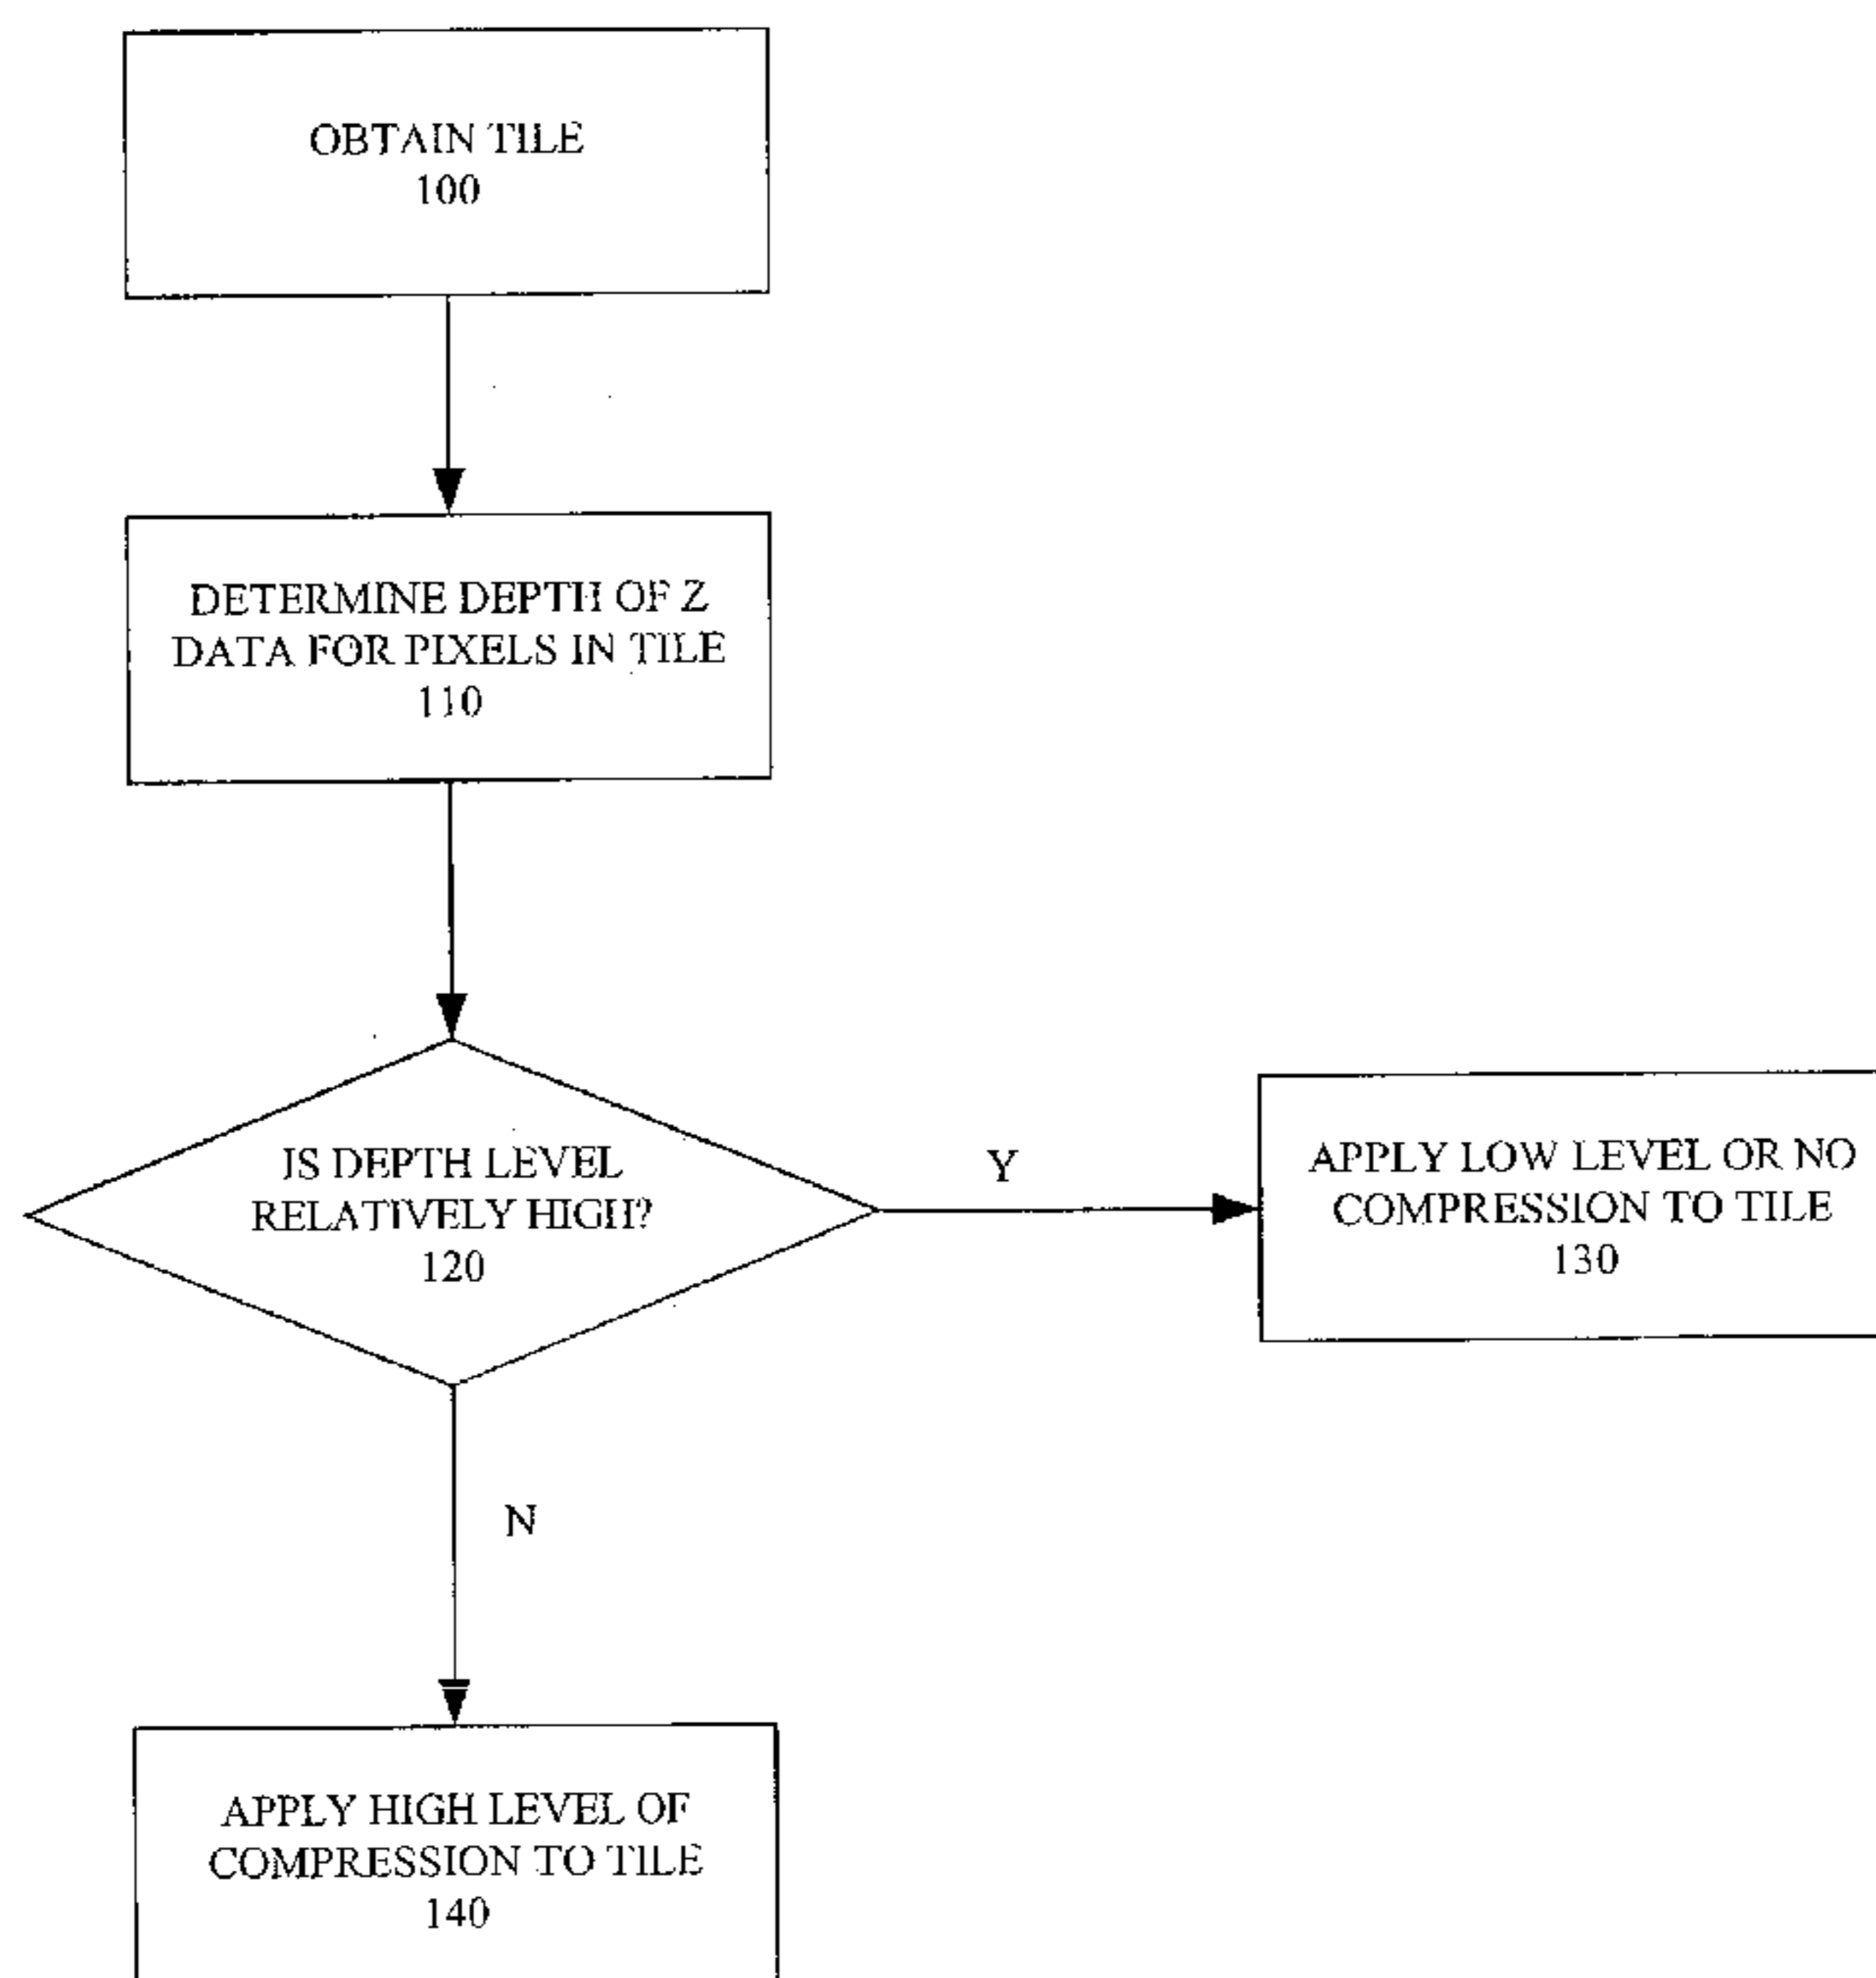 OBTAIN TILE
100
DETERMINE DEPTH OF Z
DATA FOR PIXELS IN TILE
110
IS DEPTH LEVEL
RELATIVELY HIGH?
120
Y
APPLY LOW LEVEL OR NO
COMPRESSION TO TILE
130
N
APPLY HIGH LEVEL OF
COMPRESSION TO TILE
140